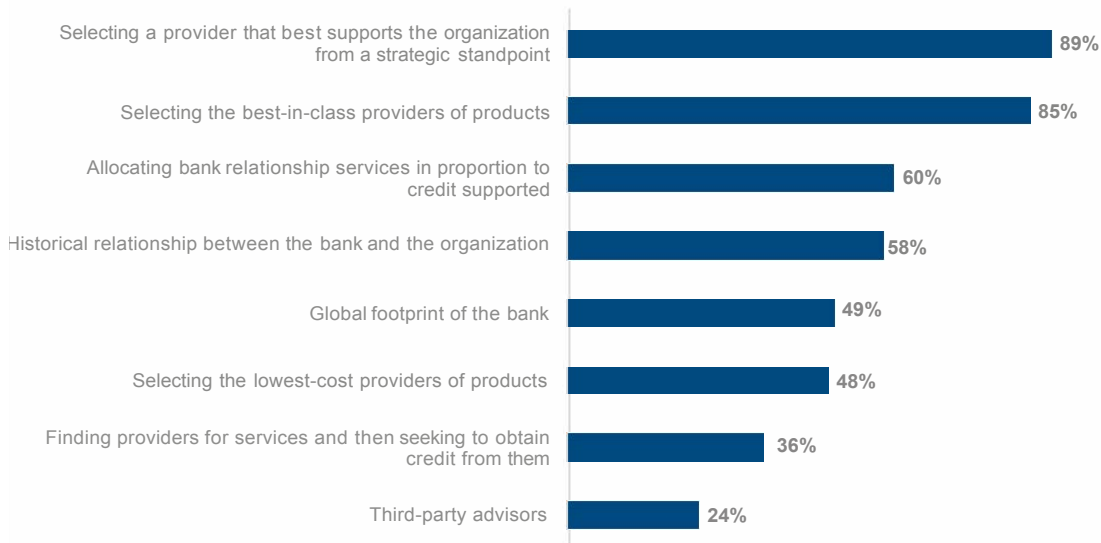 Selecting a provider that best supports the organization
from a strategic standpoint
89%
Selecting the best-in-class providers of products
85%
Allocating bank relationship services in proportion to
credit supported
60%
Historical relationship between the bank and the organization
58%
Global footprint of the bank
49%
Selecting the lowest-cost providers of products
48%
Finding providers for services and then seeking to obtain
credit from them
36%
Third-party advisors
24%